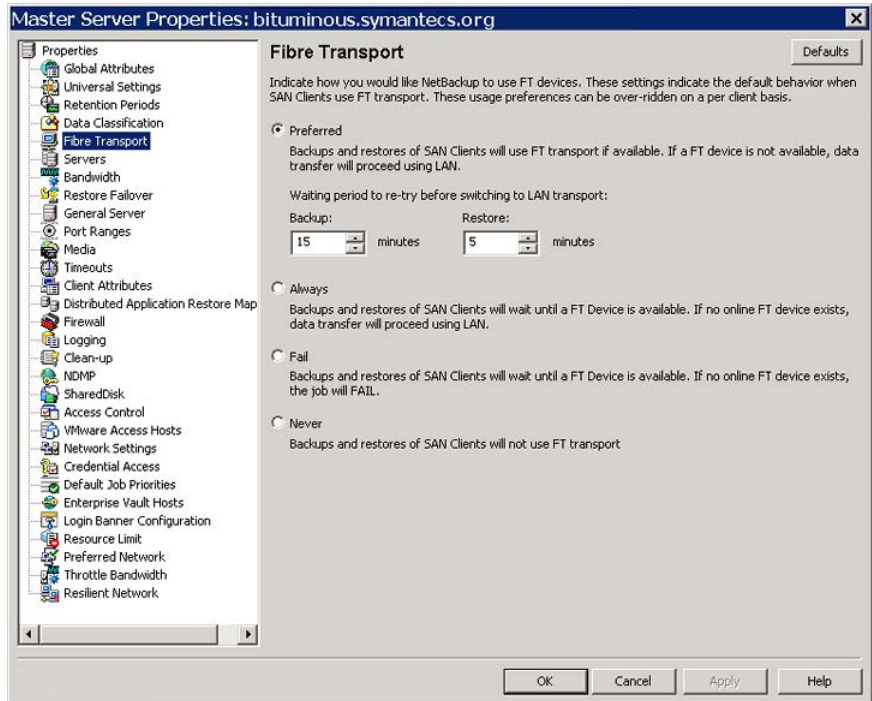 Master Server Properties: bituminous.symantecs.org
Properties
Global Attributes
Universal Settings
Retention Periods
Data Classification
Fibre Transport
Servers
Bandwidth
Restore Failover
General Server
Port Ranges
Media
Timeouts
Client Attributes
Distributed Application Restore Map
Firewall
Logging
Clean-up
NDMP
SharedDisk
Access Control
VMware Access Hosts
Network Settings
Credential Access
Default Job Priorities
Enterprise Vault Hosts
Login Banner Configuration
Resource Limit
Preferred Network
Throttle Bandwidth
Resilient Network
Fibre Transport
Defaults
Indicate how you would like NetBackup to use FT devices. These settings indicate the default behavior when
SAN Clients use FT transport. These usage preferences can be over-ridden on a per client basis.
Preferred
Backups and restores of SAN Clients will use FT transport if available. If a FT device is not available, data
transfer will proceed using LAN.
Waiting period to re-try before switching to LAN transport:
Backup: Restore:
15 minutes 5 minutes
Always
Backups and restores of SAN Clients will wait until a FT Device is available. If no online FT device exists,
data transfer will proceed using LAN.
Fail
Backups and restores of SAN Clients will wait until a FT Device is available. If no online FT device exists,
the job will FAIL.
Never
Backups and restores of SAN Clients will not use FT transport
OK Cancel Apply Help